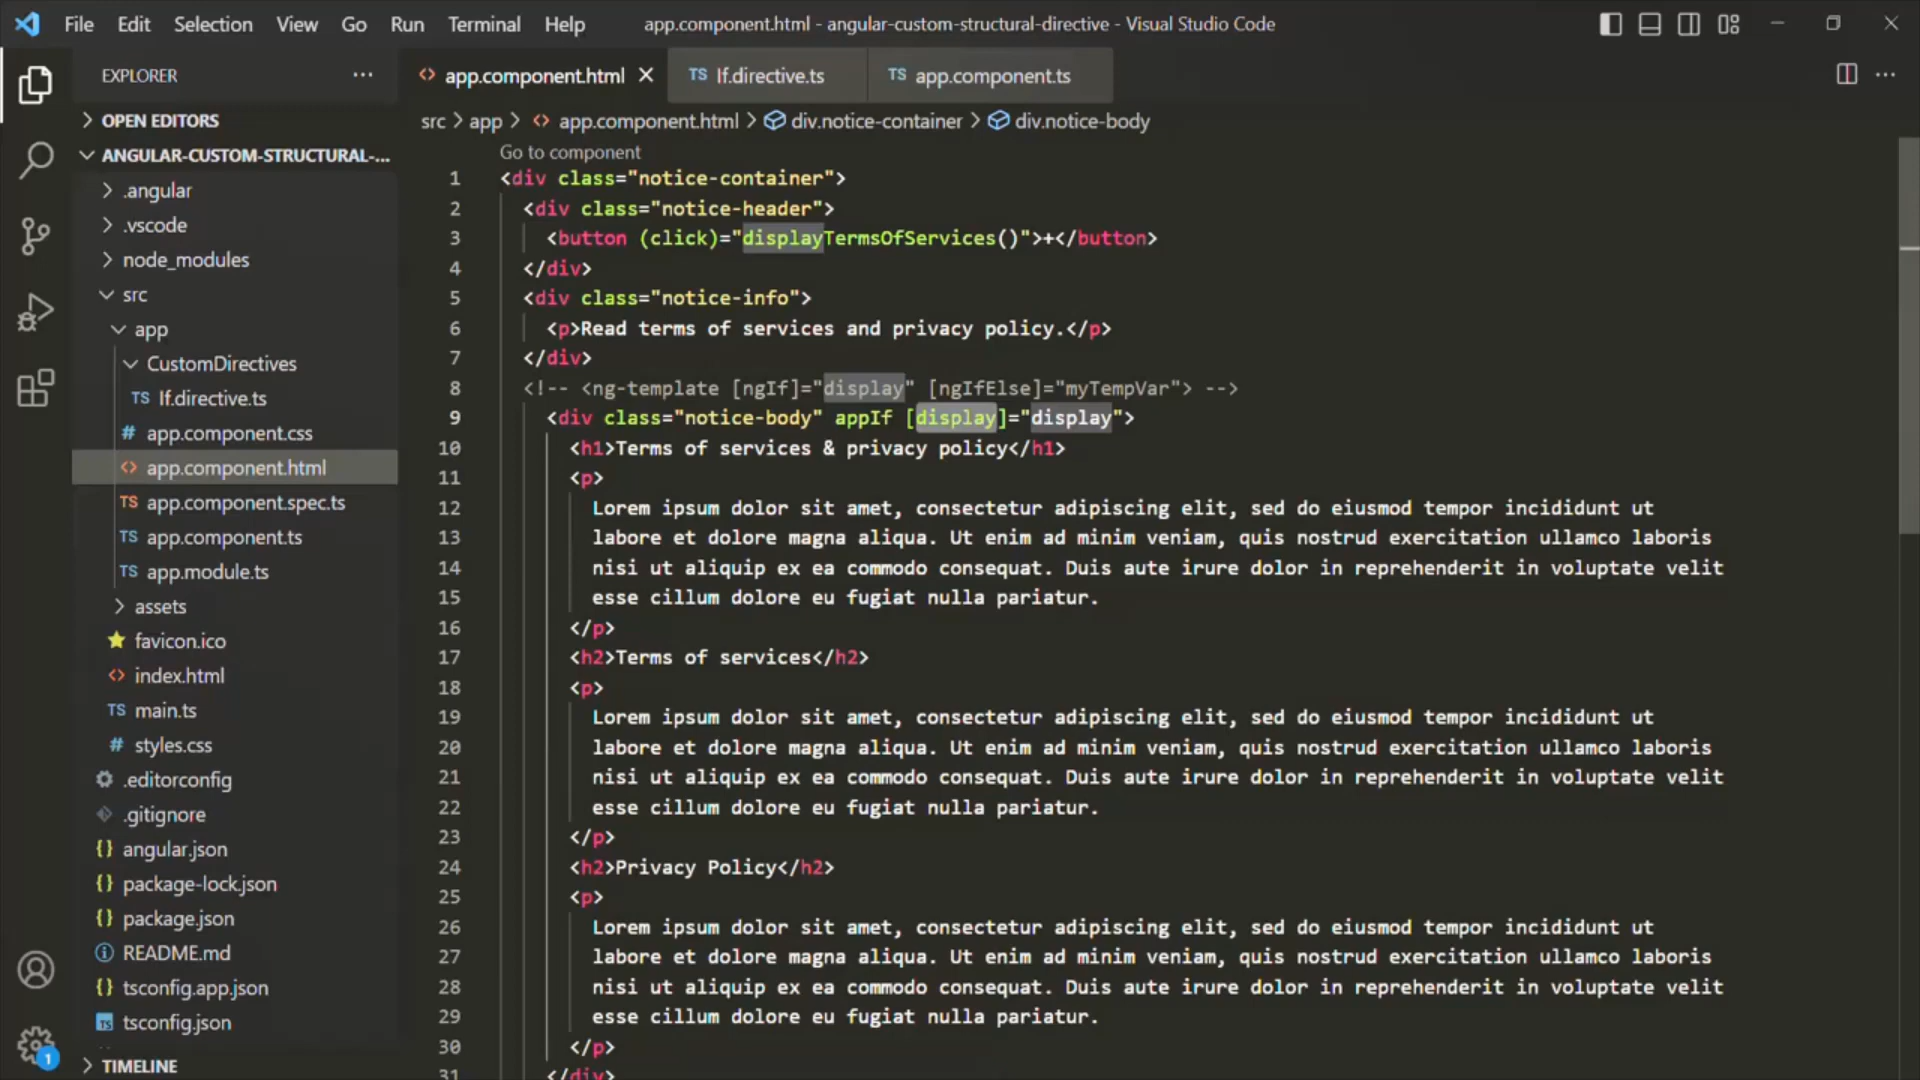 File Edit Selection View Go Run Terminal Help app.component.html - angular-custom-structural-directive - Visual Studio Code
EXPLORER
app.component.html
TS If.directive.ts
TS app.component.ts
OPEN EDITORS
src > app > app.component.html > div.notice-container > div.notice-body
ANGULAR-CUSTOM-STRUCTURAL-...
.angular
.vscode
node_modules
src
app
CustomDirectives
TS If.directive.ts
# app.component.css
<> app.component.html
TS app.component.spec.ts
TS app.component.ts
TS app.module.ts
assets
favicon.ico
<> index.html
TS main.ts
# styles.css
.editorconfig
.gitignore
{} angular.json
{} package-lock.json
{} package.json
README.md
{} tsconfig.app.json
TS tsconfig.json
TIMELINE
1
Go to component
1 <div class="notice-container">
2 <div class="notice-header">
3 <button (click)="displayTermsOfServices()">+</button>
4 </div>
5 <div class="notice-info">
6 <p>Read terms of services and privacy policy.</p>
7 </div>
8 <!-- <ng-template [ngIf]="display" [ngIfElse]="myTempVar"> -->
9 <div class="notice-body" appIf [display]="display">
10 <h1>Terms of services & privacy policy</h1>
11 <p>
12 Lorem ipsum dolor sit amet, consectetur adipiscing elit, sed do eiusmod tempor incididunt ut
13 labore et dolore magna aliqua. Ut enim ad minim veniam, quis nostrud exercitation ullamco laboris
14 nisi ut aliquip ex ea commodo consequat. Duis aute irure dolor in reprehenderit in voluptate velit
15 esse cillum dolore eu fugiat nulla pariatur.
16 </p>
17 <h2>Terms of services</h2>
18 <p>
19 Lorem ipsum dolor sit amet, consectetur adipiscing elit, sed do eiusmod tempor incididunt ut
20 labore et dolore magna aliqua. Ut enim ad minim veniam, quis nostrud exercitation ullamco laboris
21 nisi ut aliquip ex ea commodo consequat. Duis aute irure dolor in reprehenderit in voluptate velit
22 esse cillum dolore eu fugiat nulla pariatur.
23 </p>
24 <h2>Privacy Policy</h2>
25 <p>
26 Lorem ipsum dolor sit amet, consectetur adipiscing elit, sed do eiusmod tempor incididunt ut
27 labore et dolore magna aliqua. Ut enim ad minim veniam, quis nostrud exercitation ullamco laboris
28 nisi ut aliquip ex ea commodo consequat. Duis aute irure dolor in reprehenderit in voluptate velit
29 esse cillum dolore eu fugiat nulla pariatur.
30 </p>
31 </div>